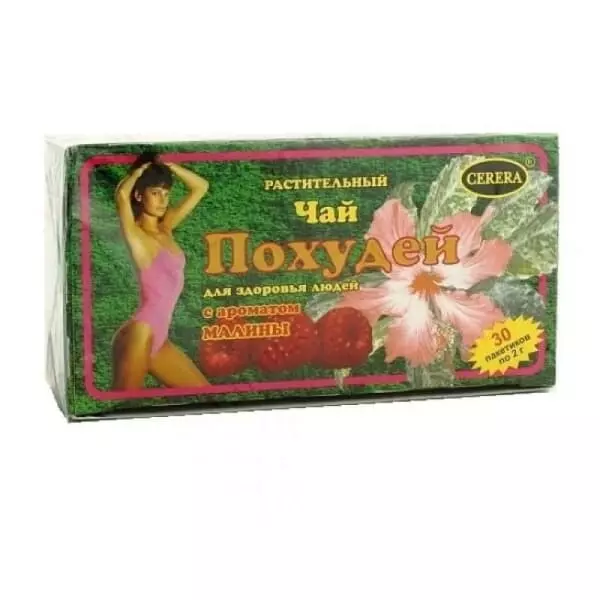 CERERA®
РАСТИТЕЛЬНЫЙ
Чай
Похудей
для здоровья людей
с ароматом
МАЛИНЫ
30
пакетиков
по 2 г